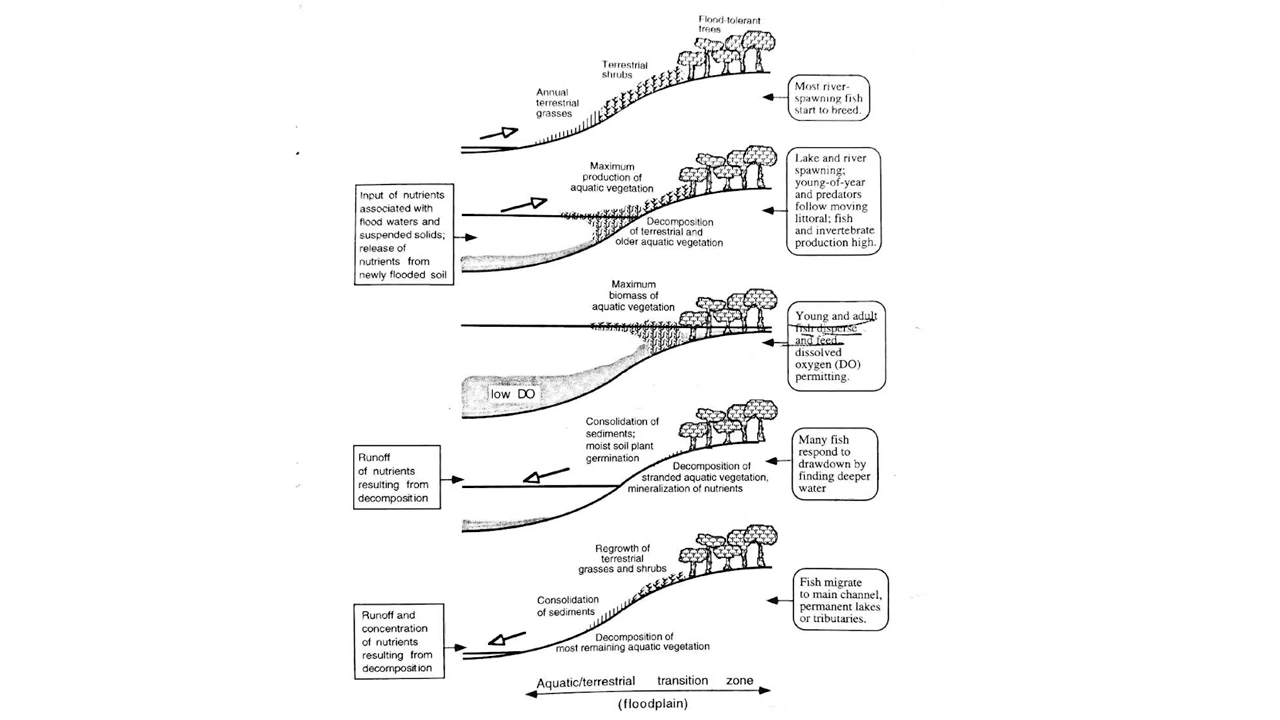 Flood-tolerant
trees
Terrestrial
shrubs
Annual
terrestrial
grasses
Most river-
spawning fish
start to breed.
Maximum
production of
aquatic vegetation
Lake and river
spawning;
young-of-year
and predators
follow moving
littoral; fish
and invertebrate
production high.
Input of nutrients
associated with
flood waters and
suspended solids;
release of
nutrients from
newly flooded soil
Decomposition
of terrestrial and
older aquatic vegetation
Maximum
biomass of
aquatic vegetation
Young and adult
fish disperse
and feed,
dissolved
oxygen (DO)
permitting.
low DO
Consolidation of
sediments;
moist soil plant
germination
Runoff
of nutrients
resulting from
decomposition
Decomposition of
stranded aquatic vegetation,
mineralization of nutrients
Many fish
respond to
drawdown by
finding deeper
water
Regrowth of
terrestrial
grasses and shrubs
Consolidation
of sediments
Fish migrate
to main channel,
permanent lakes
or tributaries.
Runoff and
concentration
of nutrients
resulting from
decomposition
Decomposition of
most remaining aquatic vegetation
Aquatic/terrestrial transition zone
(floodplain)